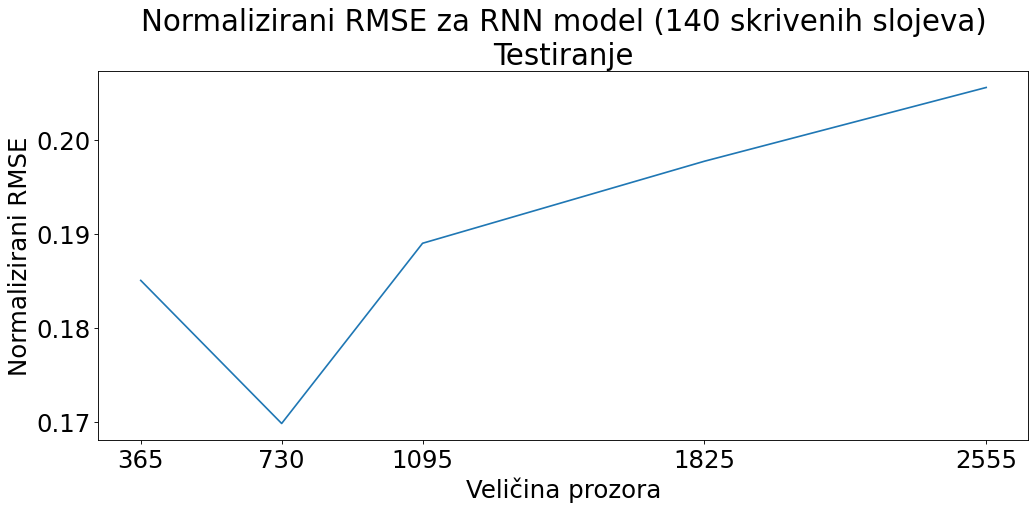 Normalizirani RMSE za RNN model (140 skrivenih slojeva)
Testiranje
Normalizirani RMSE
0.20
0.19
0.18
0.17
365 730 1095 1825 2555
Veličina prozora